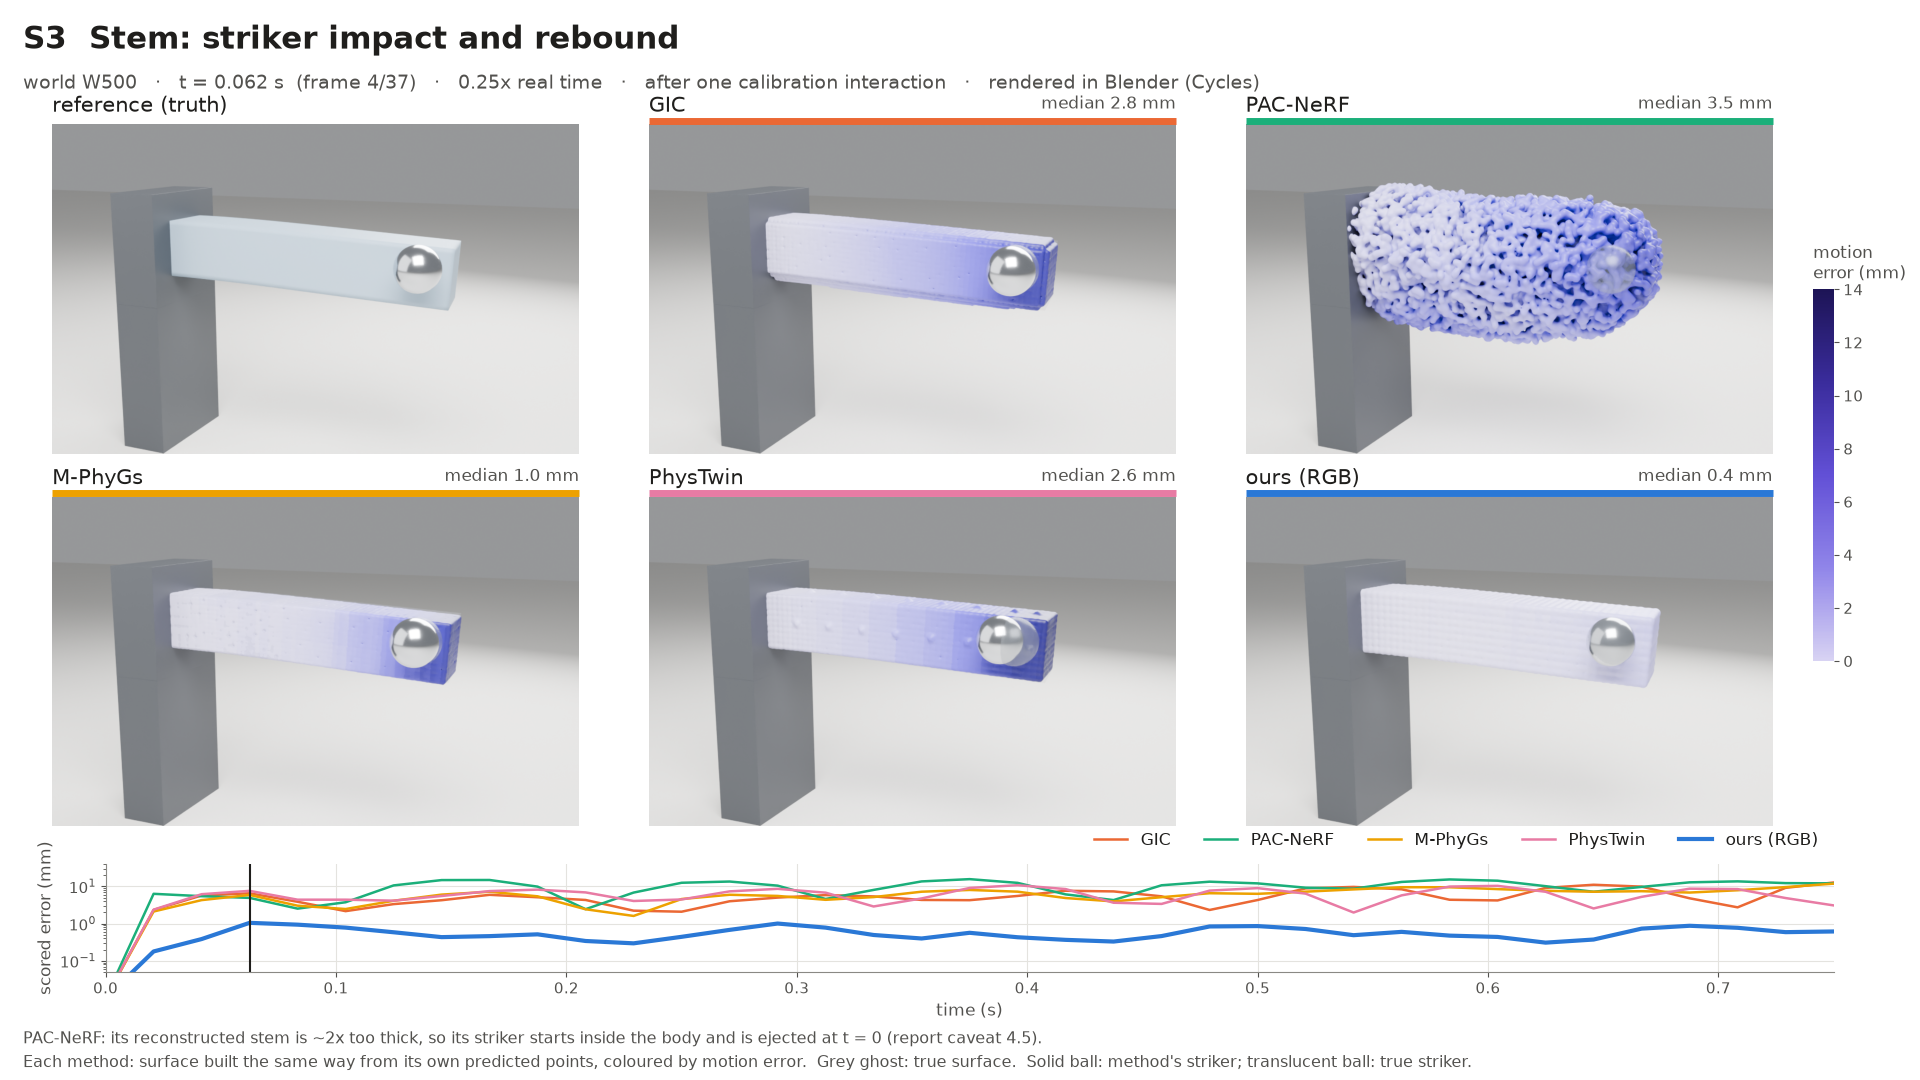 S3  Stem: striker impact and rebound
world W500   ·   t = 0.062 s  (frame 4/37)   ·   0.25x real time   ·   after one calibration interaction   ·   rendered in Blender (Cycles)
reference (truth)
GIC
median 2.8 mm
PAC-NeRF
median 3.5 mm
motion
error (mm)
14
12
10
8
6
4
2
0
M-PhyGs
median 1.0 mm
PhysTwin
median 2.6 mm
ours (RGB)
median 0.4 mm
GIC
PAC-NeRF
M-PhyGs
PhysTwin
ours (RGB)
scored error (mm)
10¹
10⁰
10⁻¹
0.0
0.1
0.2
0.3
0.4
0.5
0.6
0.7
time (s)
PAC-NeRF: its reconstructed stem is ~2x too thick, so its striker starts inside the body and is ejected at t = 0 (report caveat 4.5).
Each method: surface built the same way from its own predicted points, coloured by motion error.  Grey ghost: true surface.  Solid ball: method's striker; translucent ball: true striker.